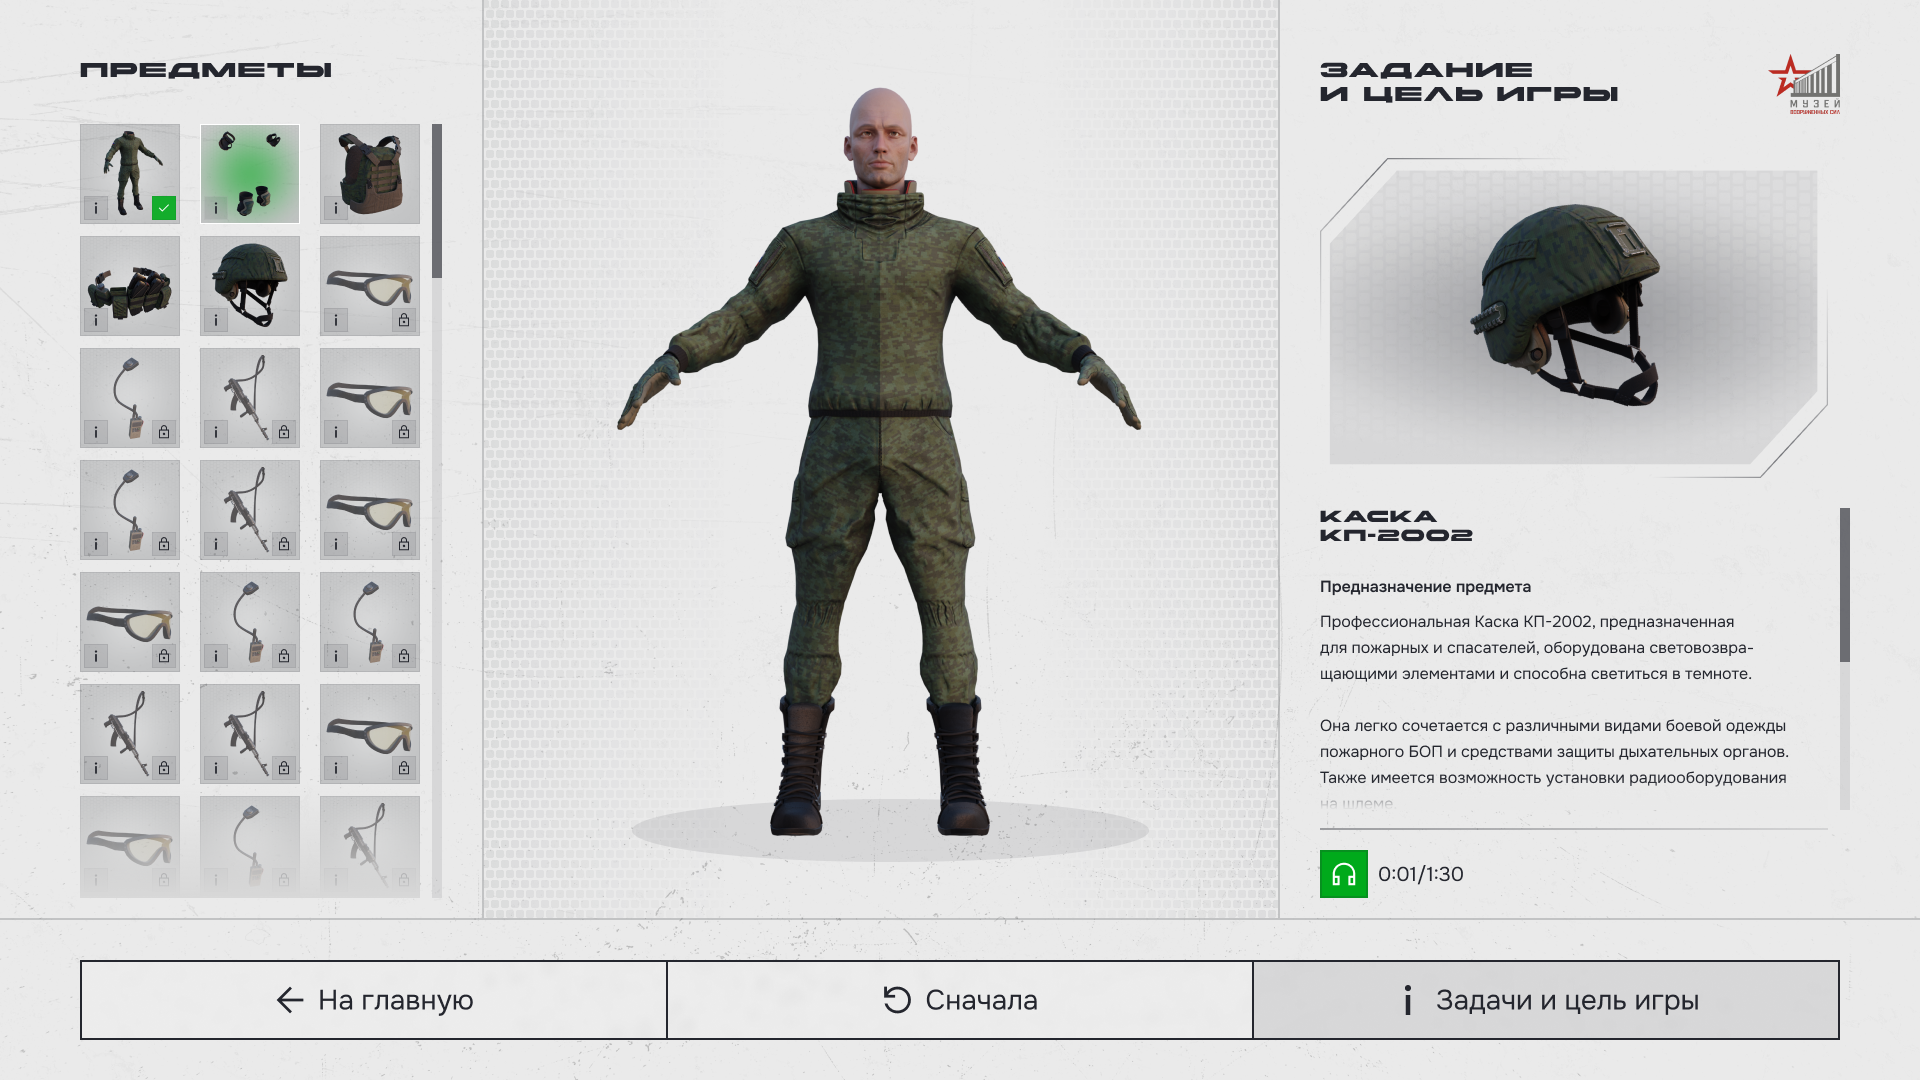 ПРЕДМЕТЫ
ЗАДАНИЕ
И ЦЕЛЬ ИГРЫ
МУЗЕЙ
ВООРУЖЕННЫХ СИЛ
КАСКА
КП-2002
Предназначение предмета
Профессиональная Каска КП-2002, предназначенная
для пожарных и спасателей, оборудована световозвра-
щающими элементами и способна светиться в темноте.
Она легко сочетается с различными видами боевой одежды
пожарного БОП и средствами защиты дыхательных органов.
Также имеется возможность установки радиооборудования
на шлеме.
0:01/1:30
На главную
Сначала
Задачи и цель игры